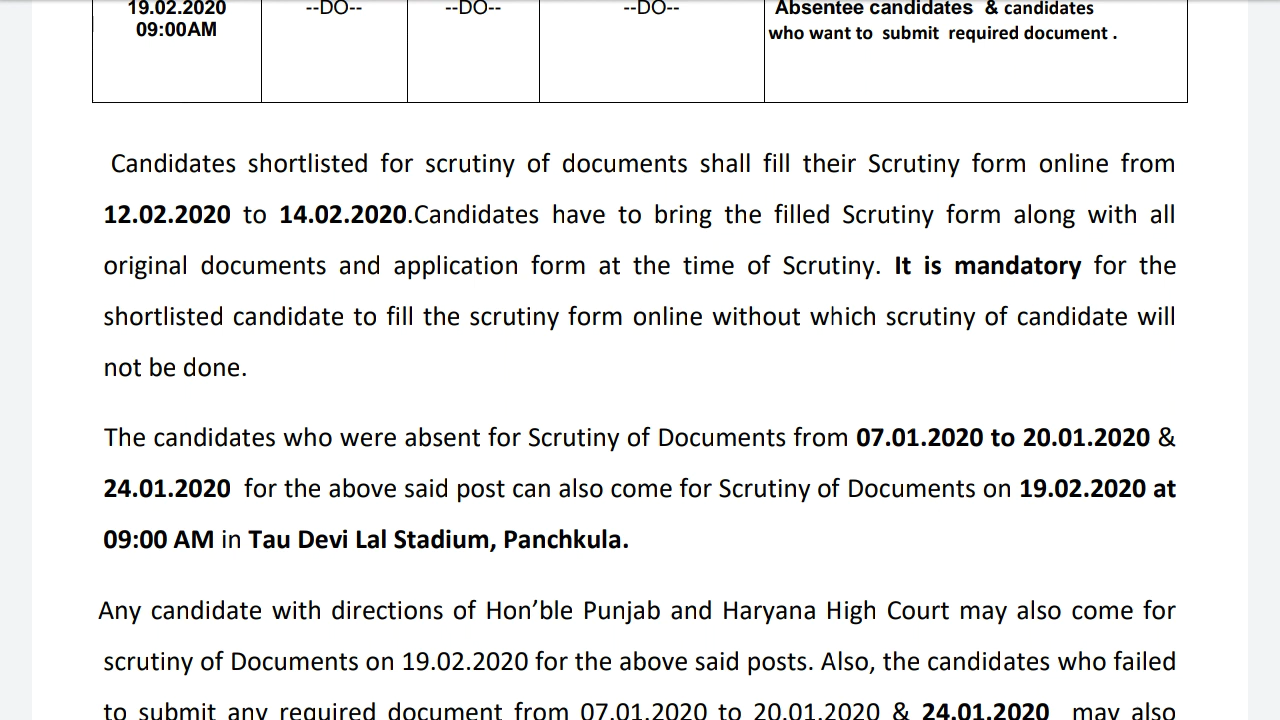 19.02.2020 --DO-- --DO-- --DO-- Absentee candidates & candidates
09:00AM who want to submit required document .
Candidates shortlisted for scrutiny of documents shall fill their Scrutiny form online from
12.02.2020 to 14.02.2020.Candidates have to bring the filled Scrutiny form along with all
original documents and application form at the time of Scrutiny. It is mandatory for the
shortlisted candidate to fill the scrutiny form online without which scrutiny of candidate will
not be done.
The candidates who were absent for Scrutiny of Documents from 07.01.2020 to 20.01.2020 &
24.01.2020 for the above said post can also come for Scrutiny of Documents on 19.02.2020 at
09:00 AM in Tau Devi Lal Stadium, Panchkula.
Any candidate with directions of Hon’ble Punjab and Haryana High Court may also come for
scrutiny of Documents on 19.02.2020 for the above said posts. Also, the candidates who failed
to submit any required document from 07.01.2020 to 20.01.2020 & 24.01.2020 may also